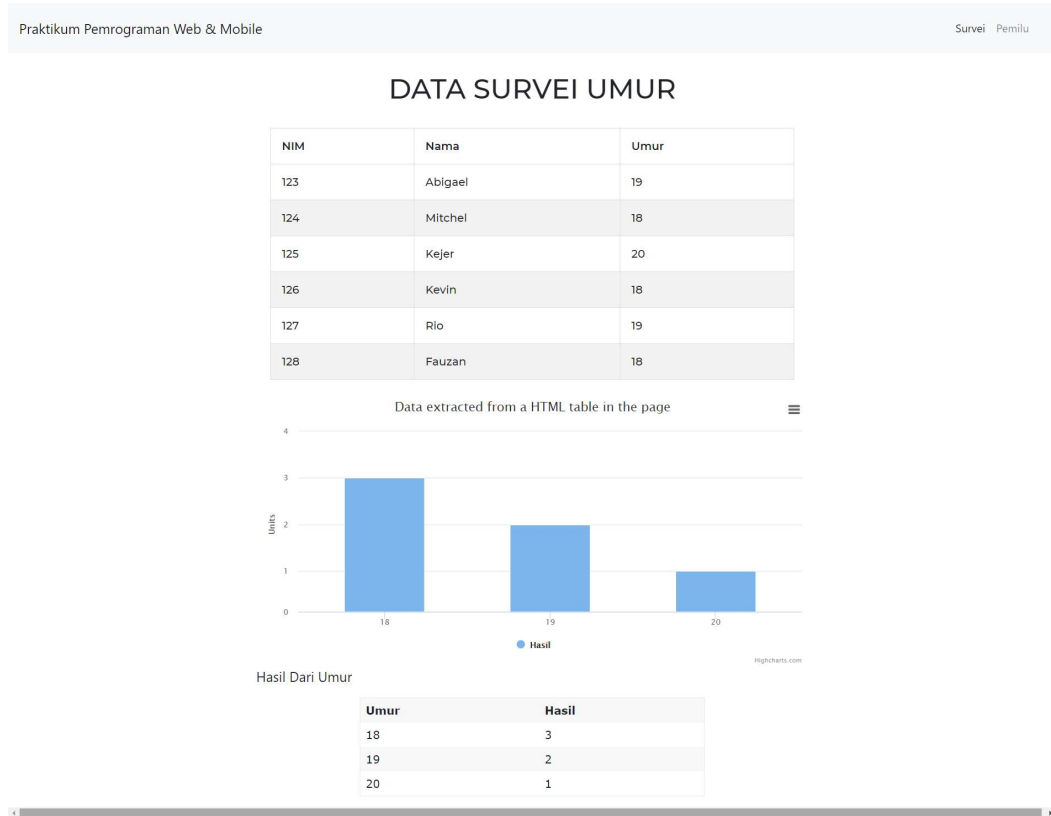 Praktikum Pemrograman Web & Mobile Survei Pemilu
DATA SURVEI UMUR
NIM Nama Umur
123 Abigael 19
124 Mitchel 18
125 Kejer 20
126 Kevin 18
127 Rio 19
128 Fauzan 18
Data extracted from a HTML table in the page
4
3
2
1
0
Units
18 19 20
Hasil
Highcharts.com
Hasil Dari Umur
Umur Hasil
18 3
19 2
20 1